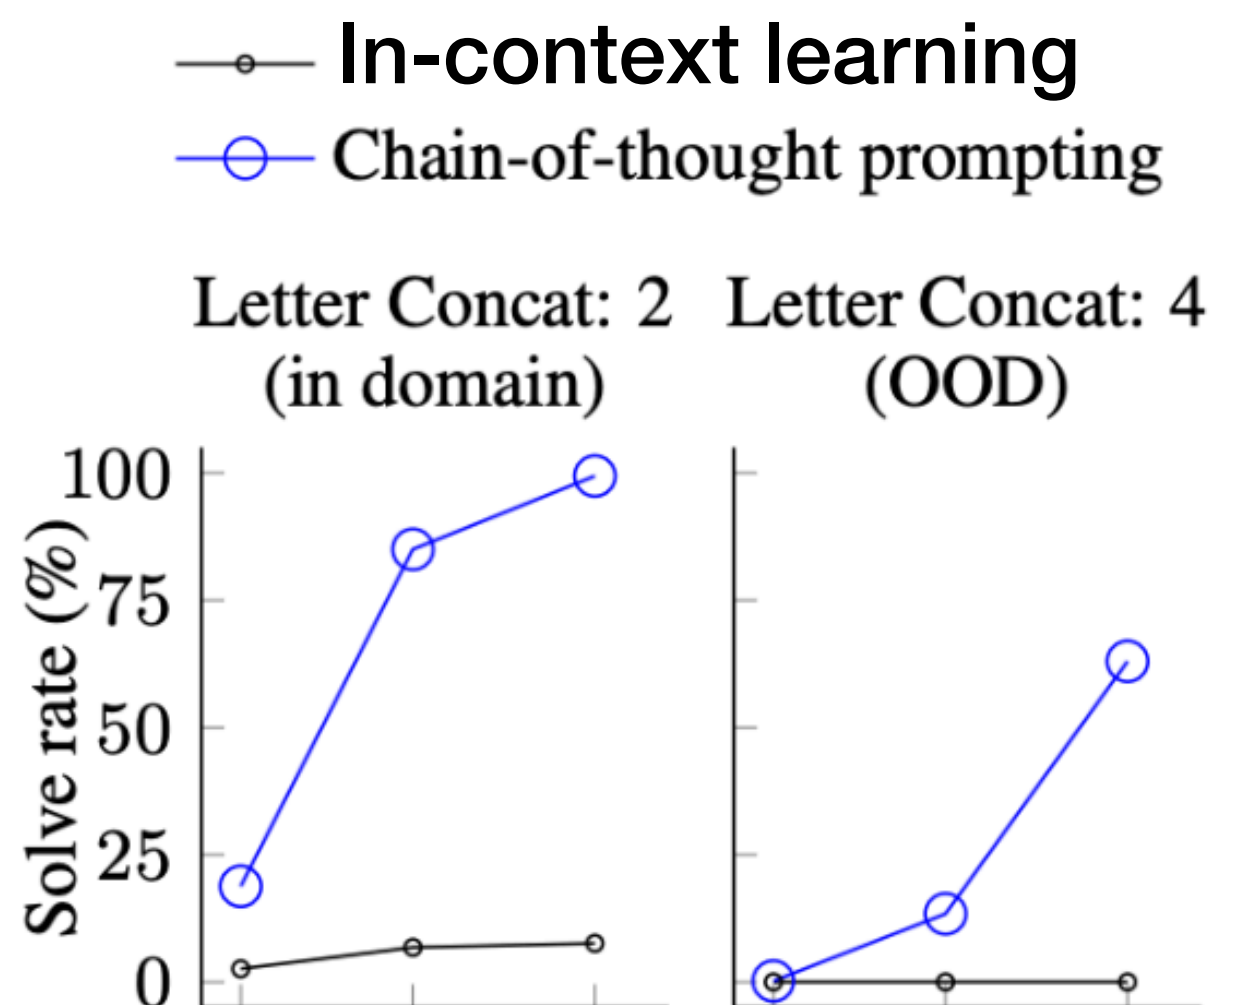 In-context learning
Chain-of-thought prompting
Letter Concat: 2
(in domain)
Letter Concat: 4
(OOD)
Solve rate (%)
100
75
50
25
0